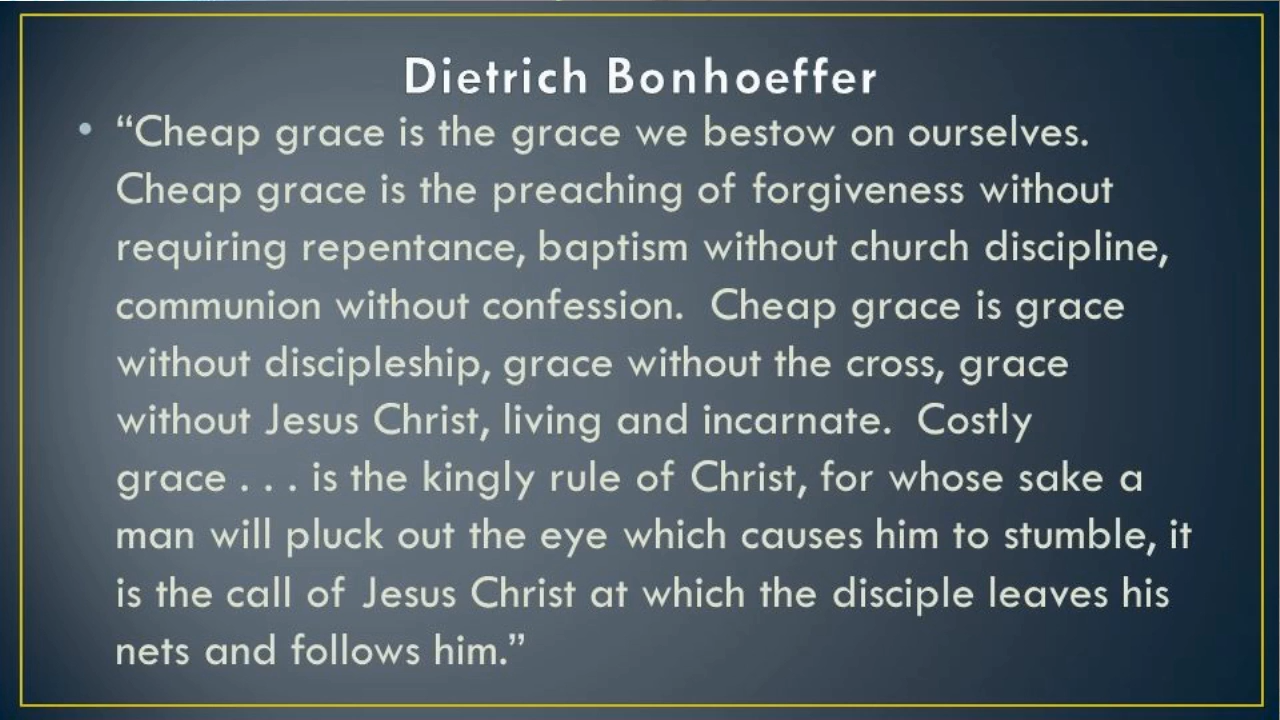 Dietrich Bonhoeffer
• “Cheap grace is the grace we bestow on ourselves.
Cheap grace is the preaching of forgiveness without
requiring repentance, baptism without church discipline,
communion without confession.  Cheap grace is grace
without discipleship, grace without the cross, grace
without Jesus Christ, living and incarnate.  Costly
grace . . . is the kingly rule of Christ, for whose sake a
man will pluck out the eye which causes him to stumble, it
is the call of Jesus Christ at which the disciple leaves his
nets and follows him.”